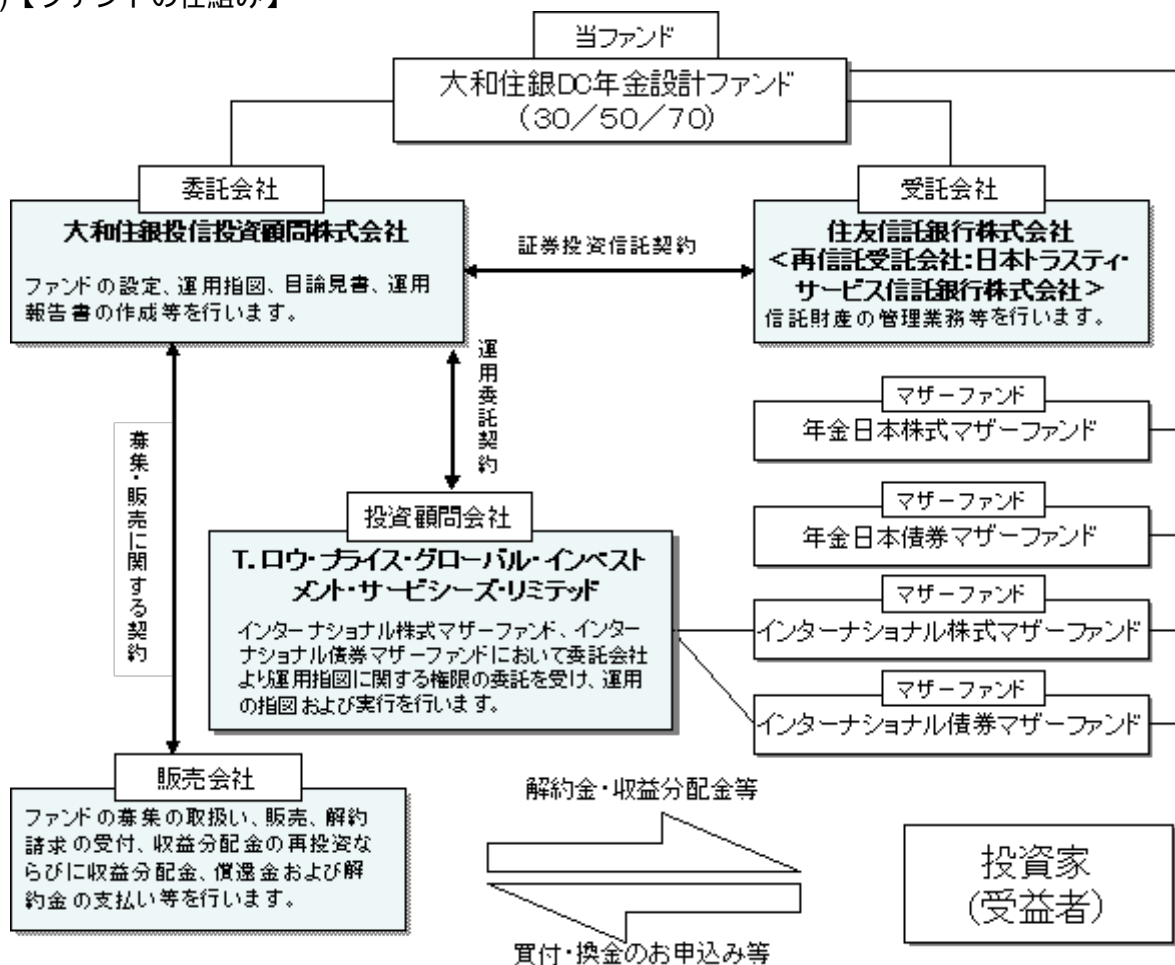 )【ファンドの仕組み】
当ファンド
大和住銀DC年金設計ファンド
(30／50／70)
委託会社
大和住銀投信投資顧問株式会社
ファンドの設定、運用指図、目論見書、運用
報告書の作成等を行います。
証券投資信託契約
受託会社
住友信託銀行株式会社
＜再信託受託会社：日本トラスティ・
サービス信託銀行株式会社＞
信託財産の管理業務等を行います。
運用委託契約
募集・販売に関する契約
マザーファンド
年金日本株式マザーファンド
マザーファンド
年金日本債券マザーファンド
マザーファンド
インターナショナル株式マザーファンド
マザーファンド
インターナショナル債券マザーファンド
投資顧問会社
T.ロウ・プライス・グローバル・インベスト
メント・サービシーズ・リミテッド
インターナショナル株式マザーファンド、インター
ナショナル債券マザーファンドにおいて委託会社
より運用指図に関する権限の委託を受け、運用
の指図および実行を行います。
販売会社
ファンドの募集の取扱い、販売、解約
請求の受付、収益分配金の再投資な
らびに収益分配金、償還金および解
約金の支払い等を行います。
解約金・収益分配金等
買付・換金のお申込み等
投資家
(受益者)